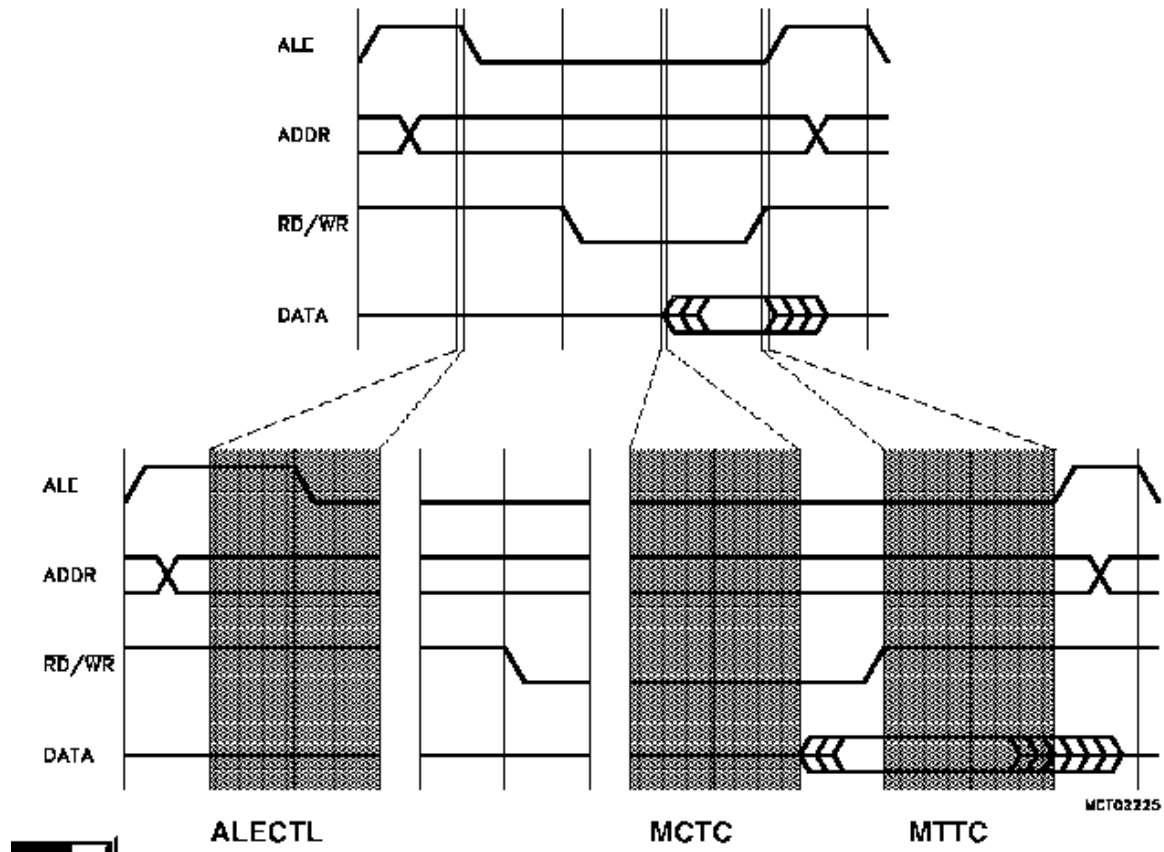 ALE
ADDR
RD/WR
DATA
ALE
ADDR
RD/WR
DATA
MCT02225
ALECTL
MCTC
MTTC